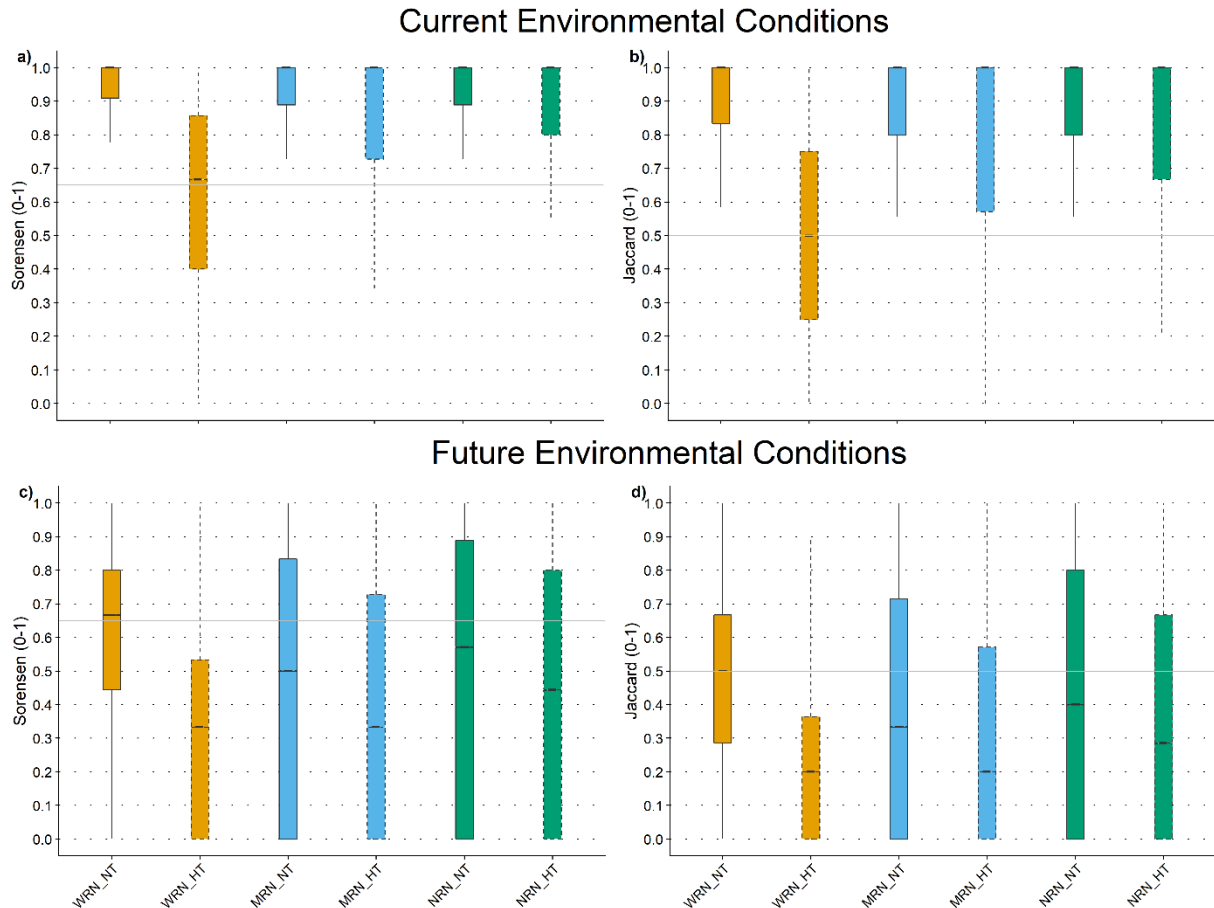 Current Environmental Conditions
a)
1.0
0.9
0.8
0.7
0.6
0.5
0.4
0.3
0.2
0.1
0.0
Sorensen (0-1)
b)
1.0
0.9
0.8
0.7
0.6
0.5
0.4
0.3
0.2
0.1
0.0
Jaccard (0-1)
Future Environmental Conditions
c)
1.0
0.9
0.8
0.7
0.6
0.5
0.4
0.3
0.2
0.1
0.0
Sorensen (0-1)
WRN_NT
WRN_HT
MRN_NT
MRN_HT
NRN_NT
NRN_HT
d)
1.0
0.9
0.8
0.7
0.6
0.5
0.4
0.3
0.2
0.1
0.0
Jaccard (0-1)
WRN_NT
WRN_HT
MRN_NT
MRN_HT
NRN_NT
NRN_HT